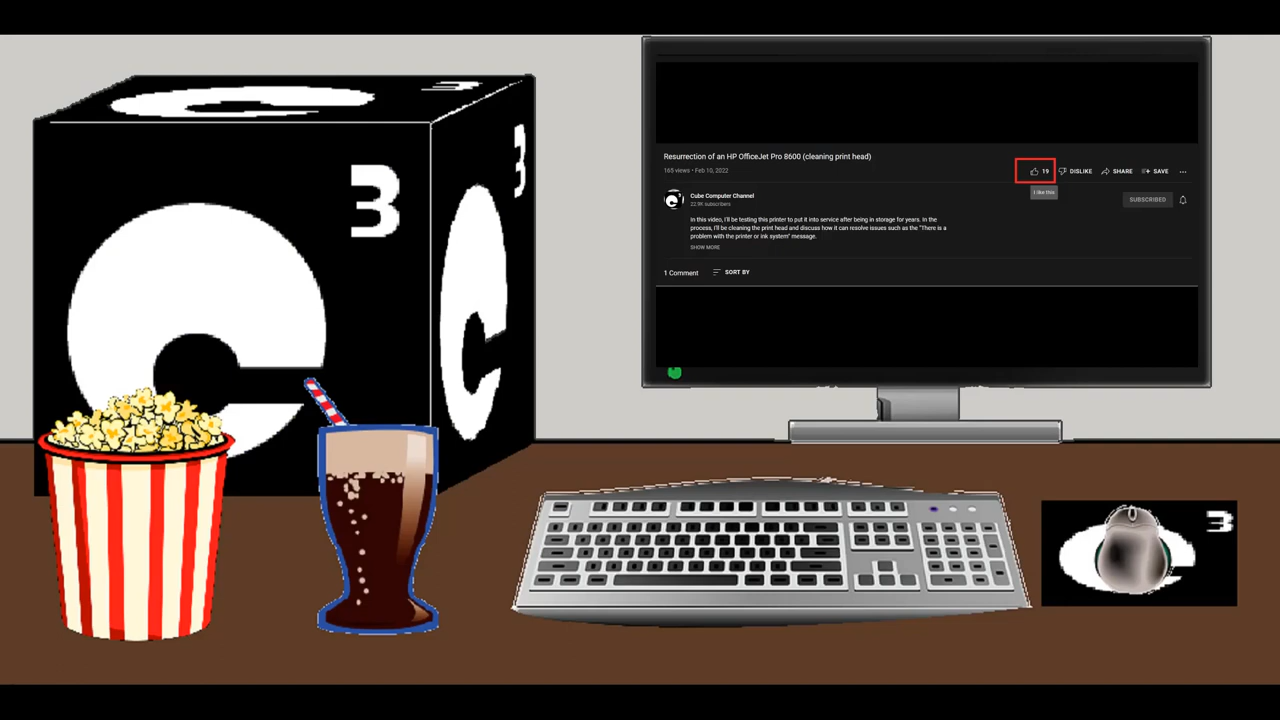 3
3
3
Resurrection of an HP OfficeJet Pro 8600 (cleaning print head)
165 views • Feb 10, 2022
19 DISLIKE SHARE SAVE ...
I like this
Cube Computer Channel
22.9K subscribers
SUBSCRIBED
In this video, I'll be testing this printer to put it into service after being in storage for years. In the
process, I'll be cleaning the print head and discuss how it can resolve issues such as the "There is a
problem with the printer or ink system" message.
SHOW MORE
1 Comment SORT BY
3